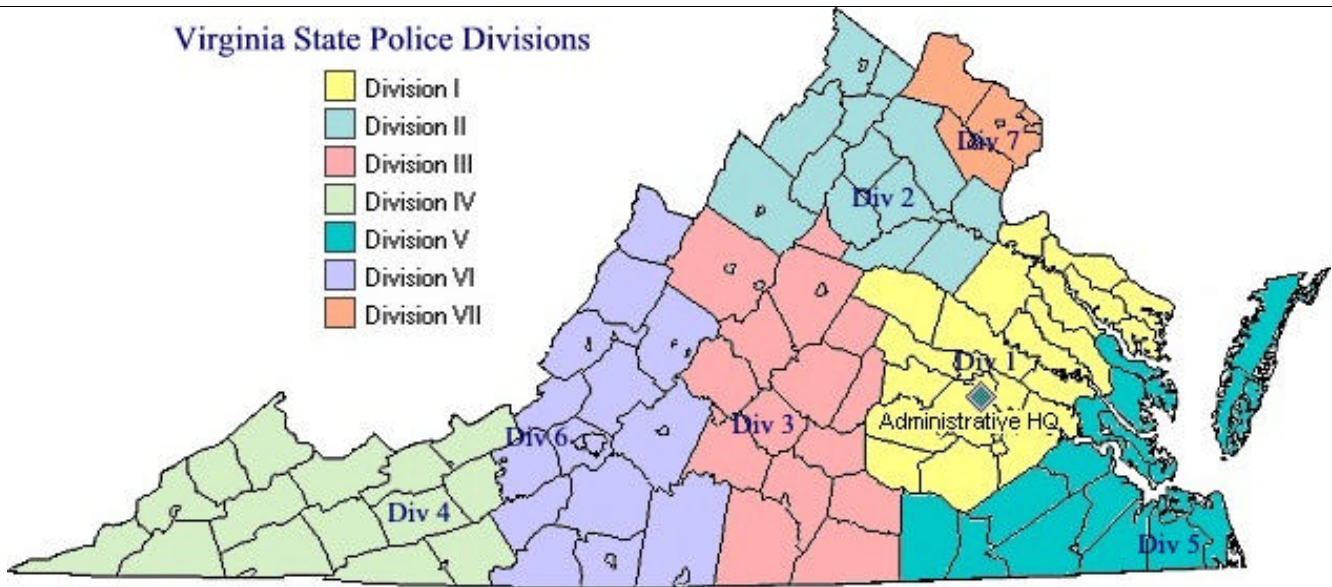 Virginia State Police Divisions
Division I
Division II
Division III
Division IV
Division V
Division VI
Division VII
Div 7
Div 2
Div 1
Administrative HQ
Div 3
Div 6
Div 4
Div 5